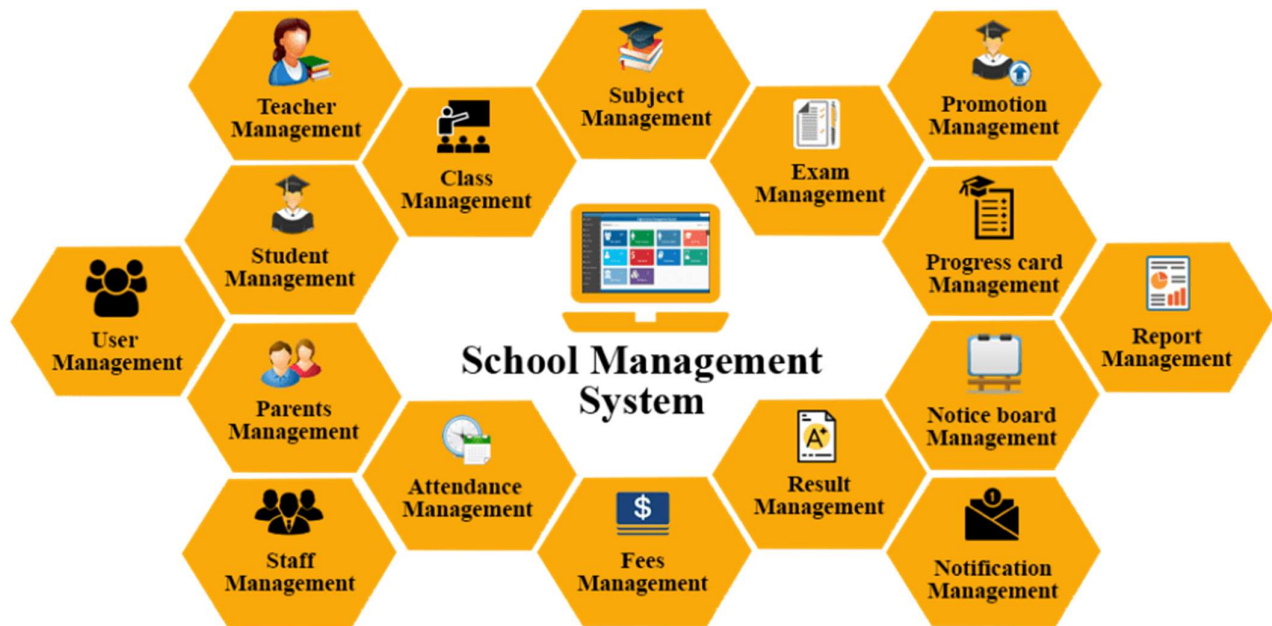 Teacher
Management
Class
Management
Subject
Management
Exam
Management
Promotion
Management
Student
Management
Progress card
Management
User
Management
School Management
System
Report
Management
Parents
Management
Notice board
Management
Attendance
Management
A+
Result
Management
Staff
Management
$
Fees
Management
1
Notification
Management